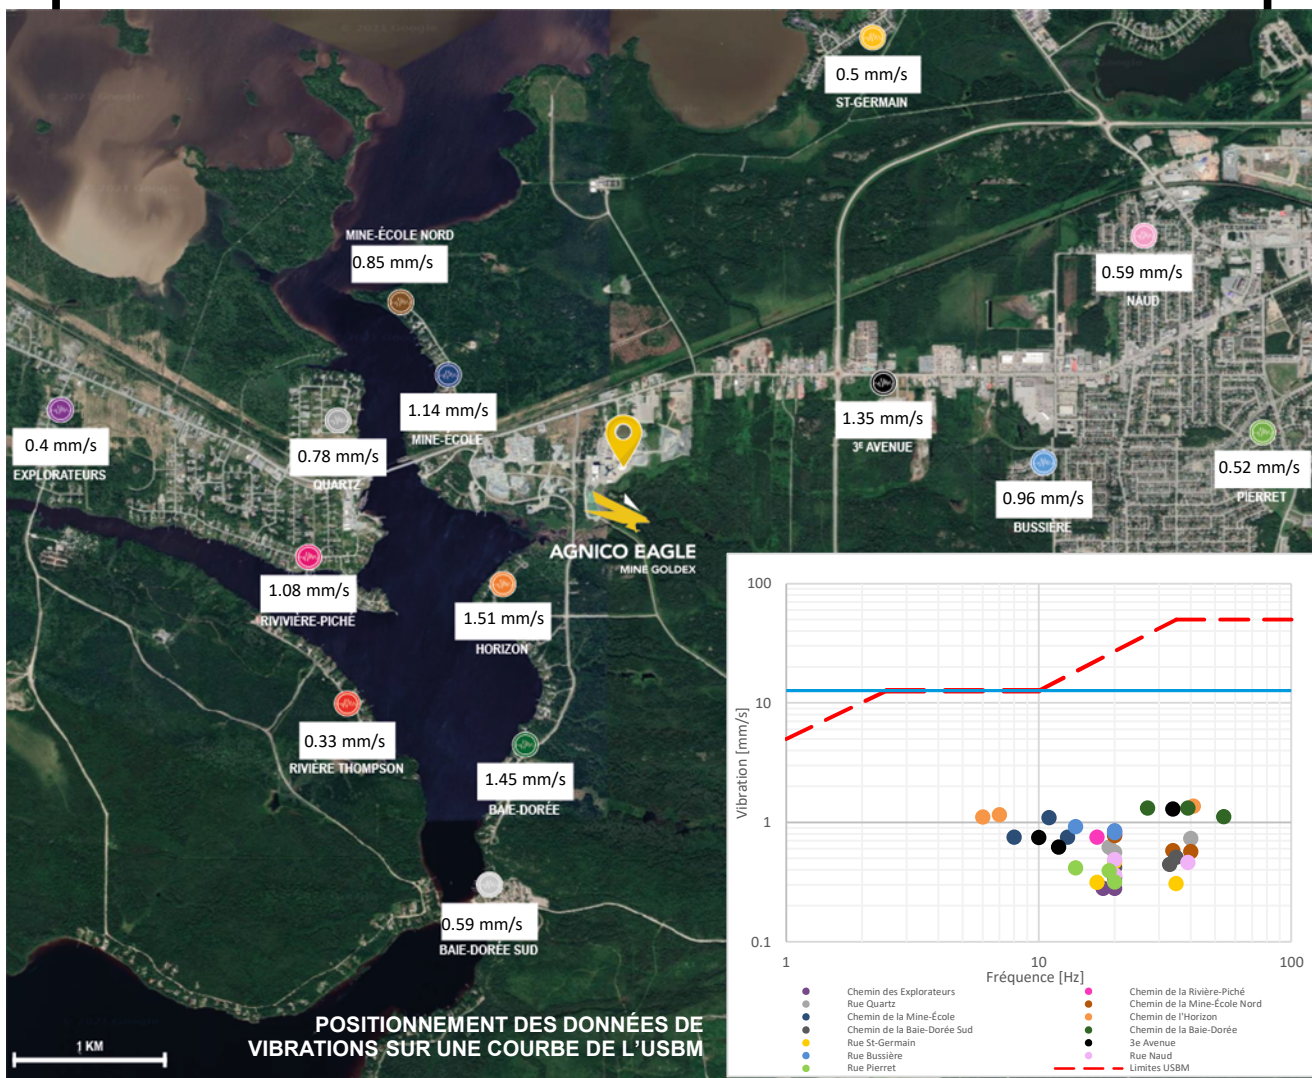 0.5 mm/s
ST-GERMAIN
MINE-ÉCOLE NORD
0.85 mm/s
0.59 mm/s
NAUD
0.4 mm/s
EXPLORATEURS
0.78 mm/s
QUARTZ
1.14 mm/s
MINE-ÉCOLE
1.35 mm/s
3E AVENUE
0.96 mm/s
BUSSIÈRE
0.52 mm/s
PIERRET
AGNICO EAGLE
MINE GOLDEX
1.08 mm/s
RIVIVIÈRE-PICHÉ
1.51 mm/s
HORIZON
0.33 mm/s
RIVIÈRE THOMPSON
1.45 mm/s
BAIE-DORÉE
0.59 mm/s
BAIE-DORÉE SUD
POSITIONNEMENT DES DONNÉES DE
VIBRATIONS SUR UNE COURBE DE L'USBM
1 KM
100
10
1
0.1
Vibration [mm/s]
1
10
100
Fréquence [Hz]
Chemin des Explorateurs
Chemin de la Rivière-Piché
Rue Quartz
Chemin de la Mine-École Nord
Chemin de la Mine-École
Chemin de l'Horizon
Chemin de la Baie-Dorée Sud
Chemin de la Baie-Dorée
Rue St-Germain
3e Avenue
Rue Bussière
Rue Naud
Rue Pierret
Limites USBM